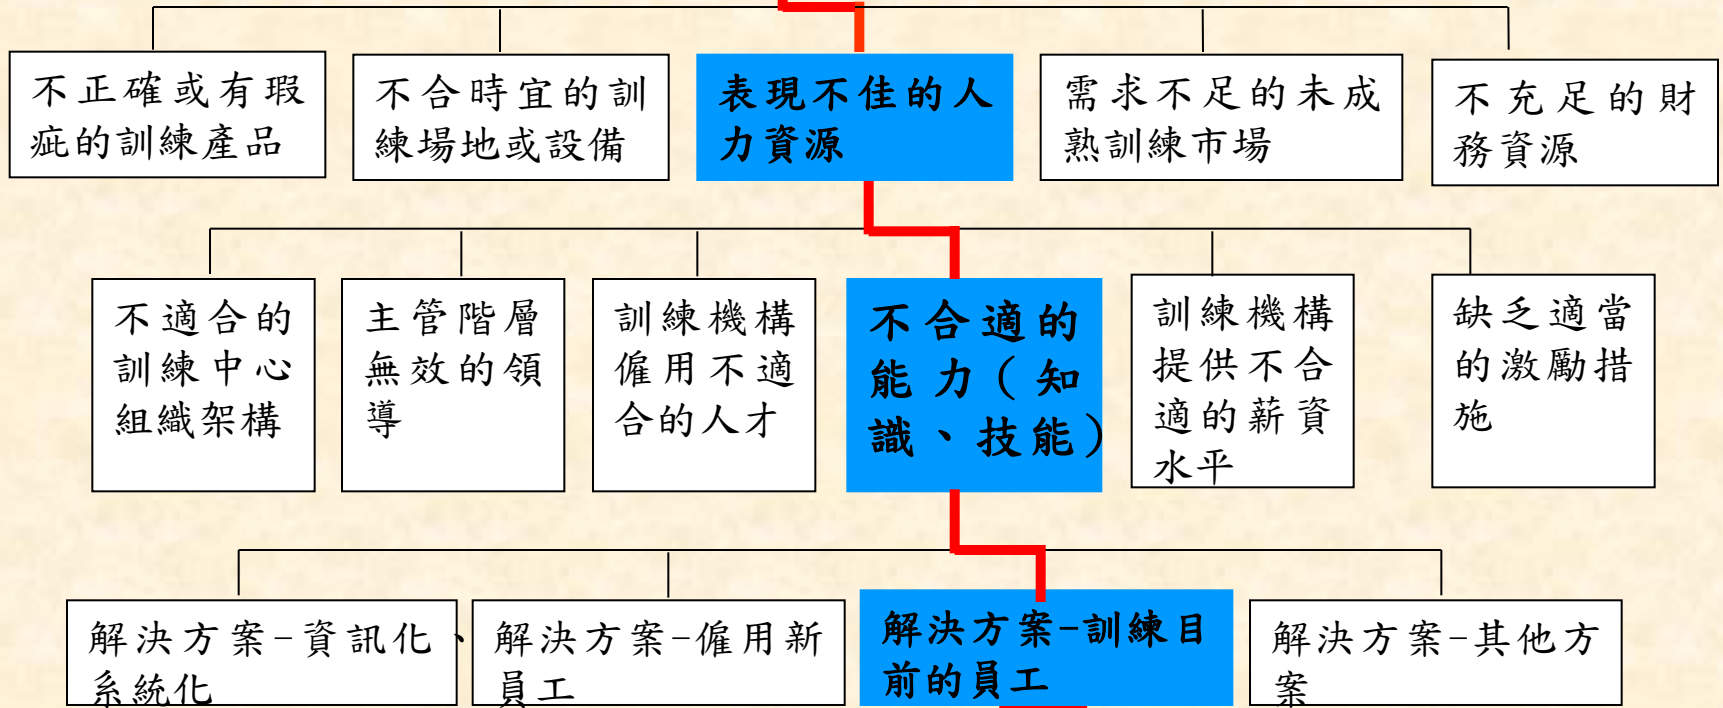 不正確或有瑕
疵的訓練產品
不合時宜的訓
練場地或設備
表現不佳的人
力資源
需求不足的未成
熟訓練市場
不充足的財
務資源
不適合的
訓練中心
組織架構
主管階層
無效的領
導
訓練機構
僱用不適
合的人才
不合適的
能力(知
識、技能)
訓練機構
提供不合
適的薪資
水平
缺乏適當
的激勵措
施
解決方案-資訊化、
系統化
解決方案-僱用新
員工
解決方案-訓練目
前的員工
解決方案-其他方
案